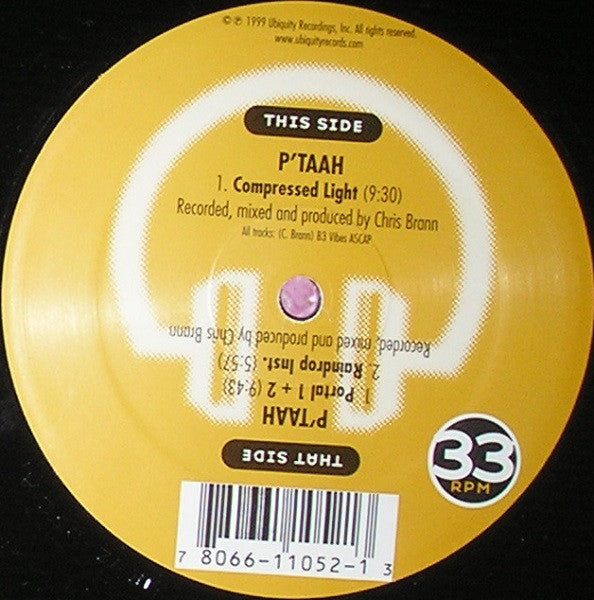 © ℗ 1999 Ubiquity Recordings, Inc. All rights reserved.
www.ubiquityrecords.com
THIS SIDE
P'TAAH
1. Compressed Light (9:30)
Recorded, mixed and produced by Chris Brann
All tracks: (C. Brann) B3 Vibes ASCAP
THAT SIDE
P'TAAH
1. Portal 1 + 2 (9:43)
2. Raindrop Inst. (5:57)
Recorded, mixed and produced by Chris Brann
33
RPM
7 8066-11052-1 3